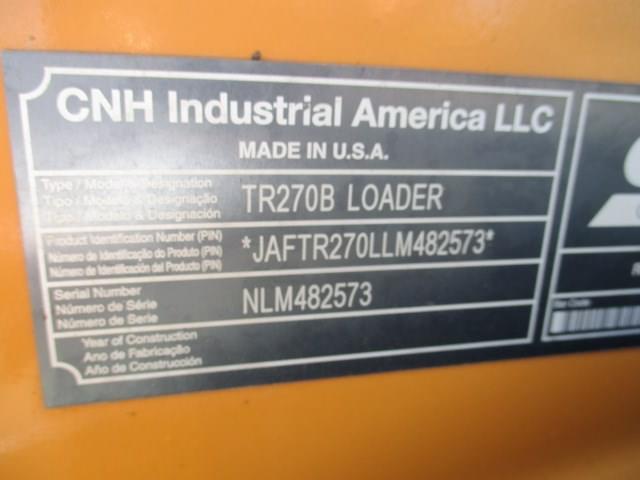 CNH Industrial America LLC
MADE IN U.S.A.
Type / Model & Designation
Tipo / Modelo & Designação
Tipo / Modelo & Designación
TR270B LOADER
Product Identification Number (PIN)
Número de Identificação do Produto (PIN)
Número de Identificación del Producto (PIN)
*JAFTR270LLM482573*
Serial Number
Número de Série
Número de Serie
NLM482573
Year of Construction
Ano de Fabricação
Año de Construcción
Bar Code